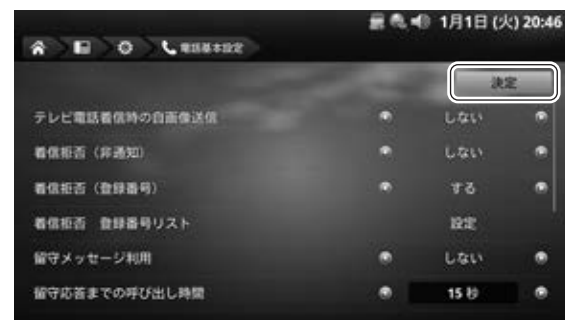 1月1日 (火) 20:46
電話基本設定
決定
テレビ電話着信時の自画像送信 しない
着信拒否（非通知） しない
着信拒否（登録番号） する
着信拒否 登録番号リスト 設定
留守メッセージ利用 しない
留守応答までの呼び出し時間 15 秒